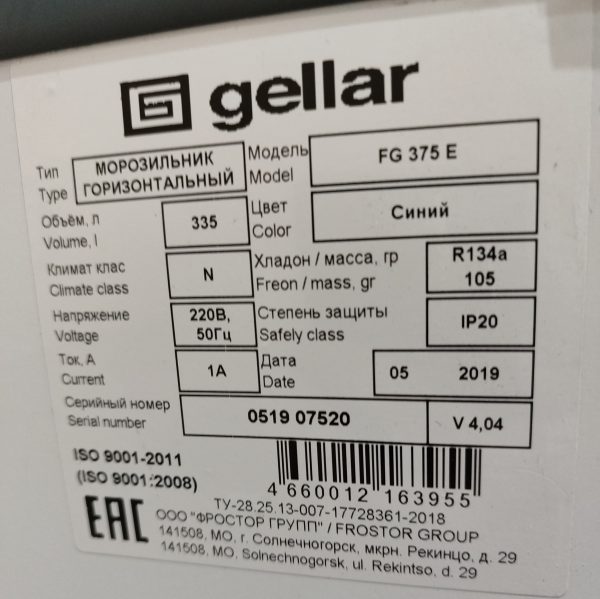 gellar
Тип
Type
МОРОЗИЛЬНИК
ГОРИЗОНТАЛЬНЫЙ
Модель
Model
FG 375 E
Объём, л
Volume, l
335
Цвет
Color
Синий
Климат клас
Climate class
N
Хладон / масса, гр
Freon / mass, gr
R134a
105
Напряжение
Voltage
220В,
50Гц
Степень защиты
Safely class
IP20
Ток, А
Current
1А
Дата
Date
05 2019
Серийный номер
Serial number
0519 07520
V 4,04
ISO 9001-2011
(ISO 9001:2008)
4 660012 163955
ТУ-28.25.13-007-17728361-2018
EAC
ООО "ФРОСТОР ГРУПП" / FROSTOR GROUP
141508, МО, г. Солнечногорск, мкрн. Рекинцо, д. 29
141508, MO, Solnechnogorsk, ul. Rekintso, d. 29